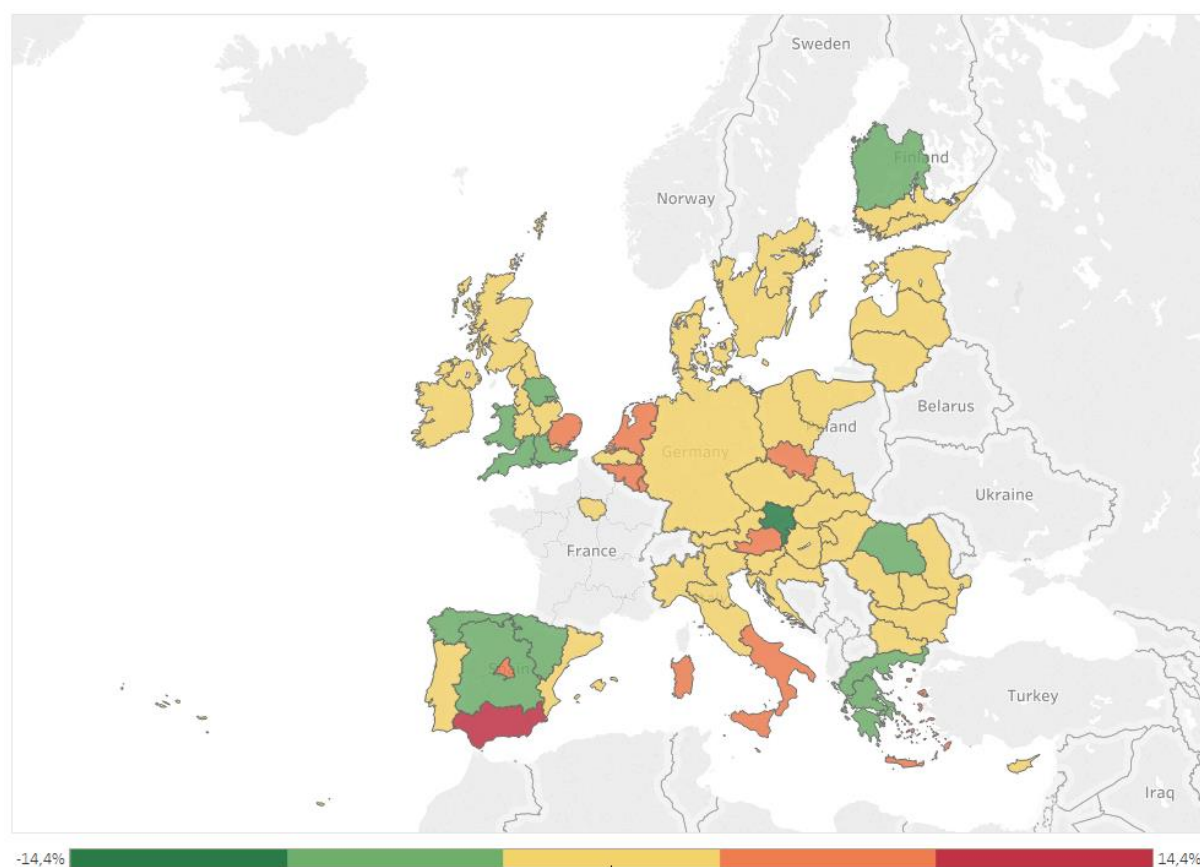 Sweden
Finland
Norway
Belarus
Poland
Germany
Ukraine
France
Spain
Turkey
Iraq
-14,4%
14,4%